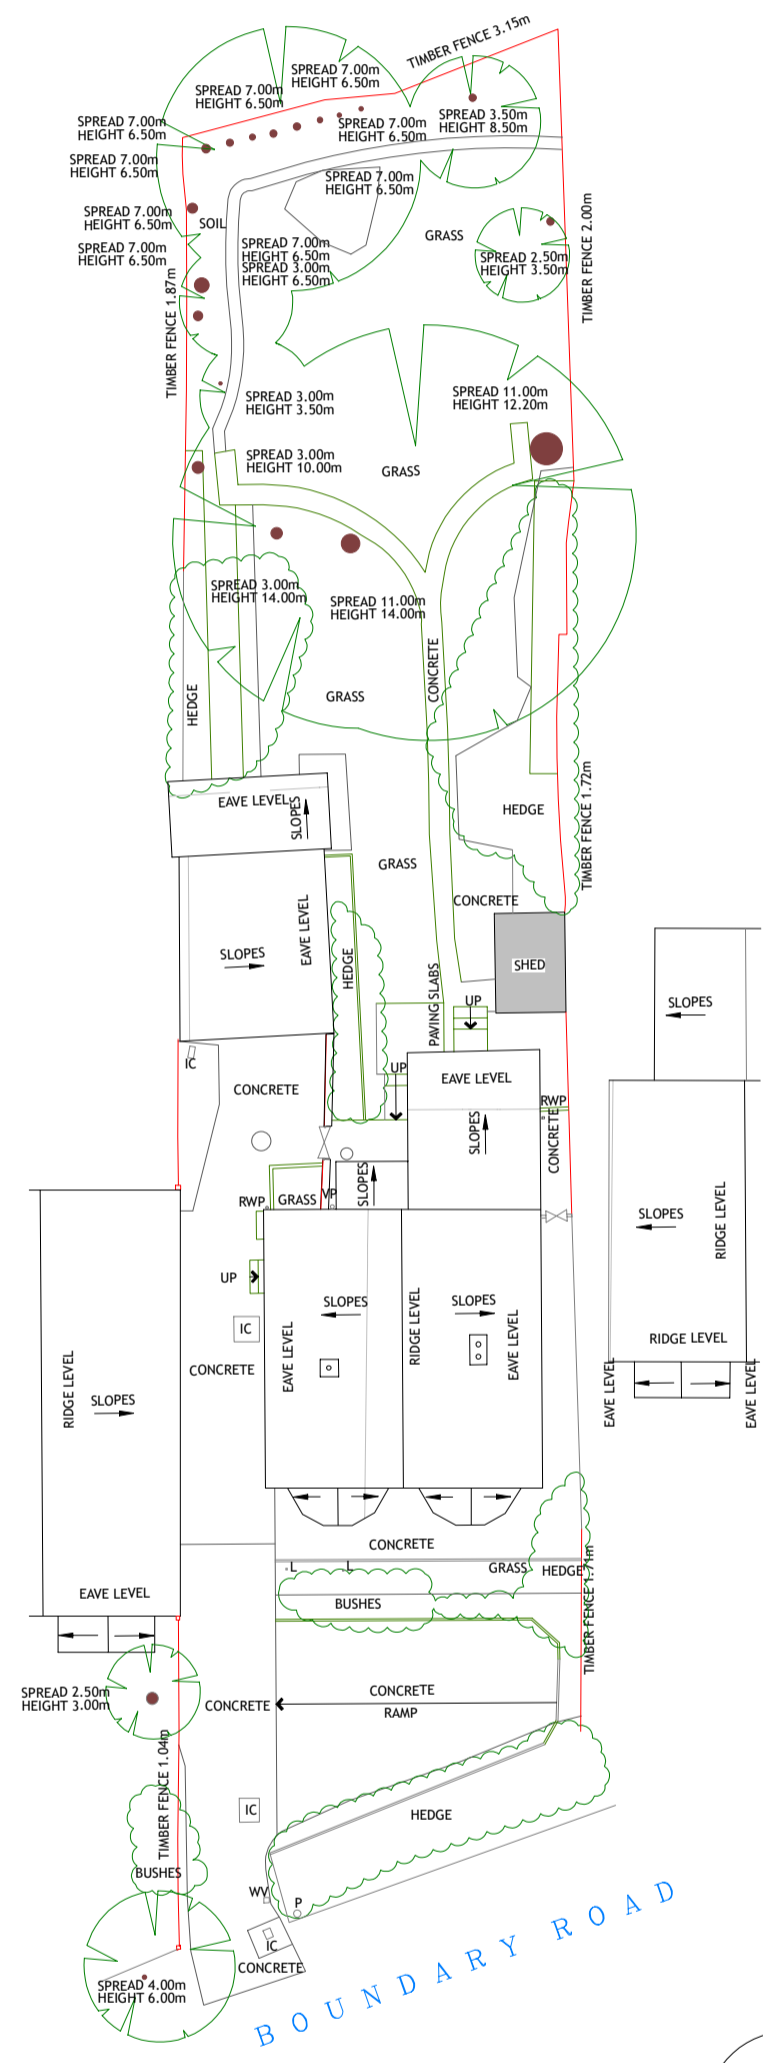 TIMBER FENCE 3.15m
SPREAD 7.00m
HEIGHT 6.50m
SPREAD 7.00m
HEIGHT 6.50m
SPREAD 7.00m
HEIGHT 6.50m
SPREAD 7.00m
HEIGHT 6.50m
SPREAD 3.50m
HEIGHT 8.50m
SPREAD 7.00m
HEIGHT 6.50m
SPREAD 7.00m
HEIGHT 6.50m
SPREAD 7.00m
HEIGHT 6.50m
SOIL
GRASS
TIMBER FENCE 2.00m
SPREAD 7.00m
HEIGHT 6.50m
SPREAD 7.00m
HEIGHT 6.50m
SPREAD 3.00m
HEIGHT 6.50m
SPREAD 2.50m
HEIGHT 3.50m
TIMBER FENCE 1.87m
SPREAD 3.00m
HEIGHT 3.50m
SPREAD 11.00m
HEIGHT 12.20m
SPREAD 3.00m
HEIGHT 10.00m
GRASS
SPREAD 3.00m
HEIGHT 14.00m
SPREAD 11.00m
HEIGHT 14.00m
CONCRETE
HEDGE
GRASS
EAVE LEVEL
SLOPES
HEDGE
TIMBER FENCE 1.72m
GRASS
CONCRETE
EAVE LEVEL
SLOPES
HEDGE
SHED
PAVING SLABS
UP
SLOPES
IC
CONCRETE
UP
EAVE LEVEL
RWP
SLOPES
CONCRETE
RWP
GRASS
VP
SLOPES
SLOPES
RIDGE LEVEL
UP
SLOPES
SLOPES
IC
EAVE LEVEL
RIDGE LEVEL
EAVE LEVEL
RIDGE LEVEL
RIDGE LEVEL
CONCRETE
SLOPES
EAVE LEVEL
EAVE LEVEL
CONCRETE
L
L
GRASS
HEDGE
TIMBER FENCE 1.71m
EAVE LEVEL
BUSHES
SPREAD 2.50m
HEIGHT 3.00m
CONCRETE
CONCRETE
RAMP
TIMBER FENCE 1.04m
IC
HEDGE
BUSHES
WV
P
IC
CONCRETE
SPREAD 4.00m
HEIGHT 6.00m
BOUNDARY ROAD